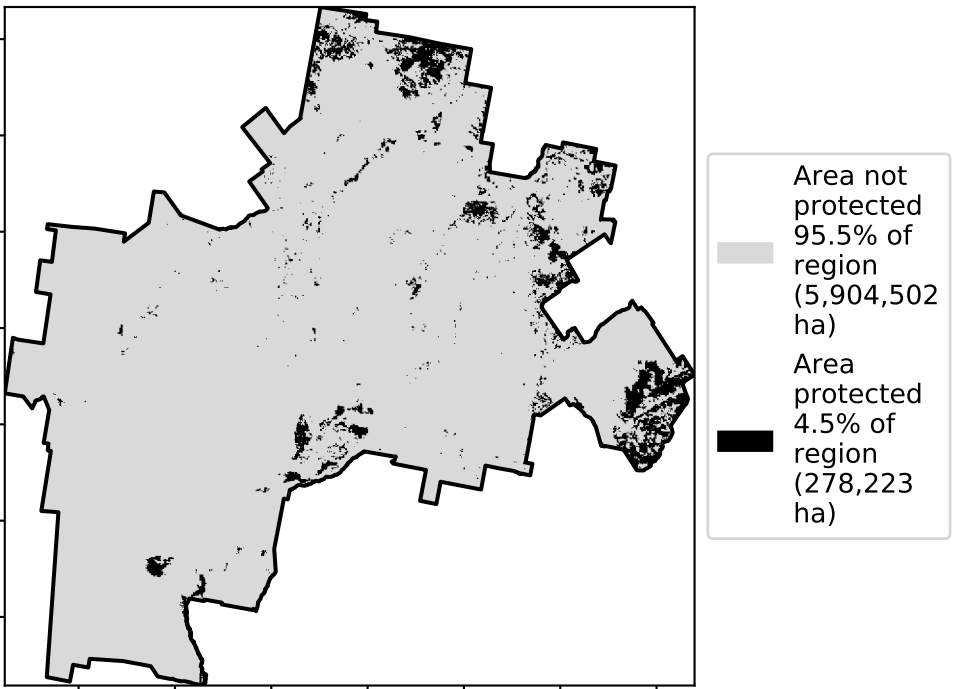 Area not
protected
95.5% of
region
(5,904,502
ha)
Area
protected
4.5% of
region
(278,223
ha)